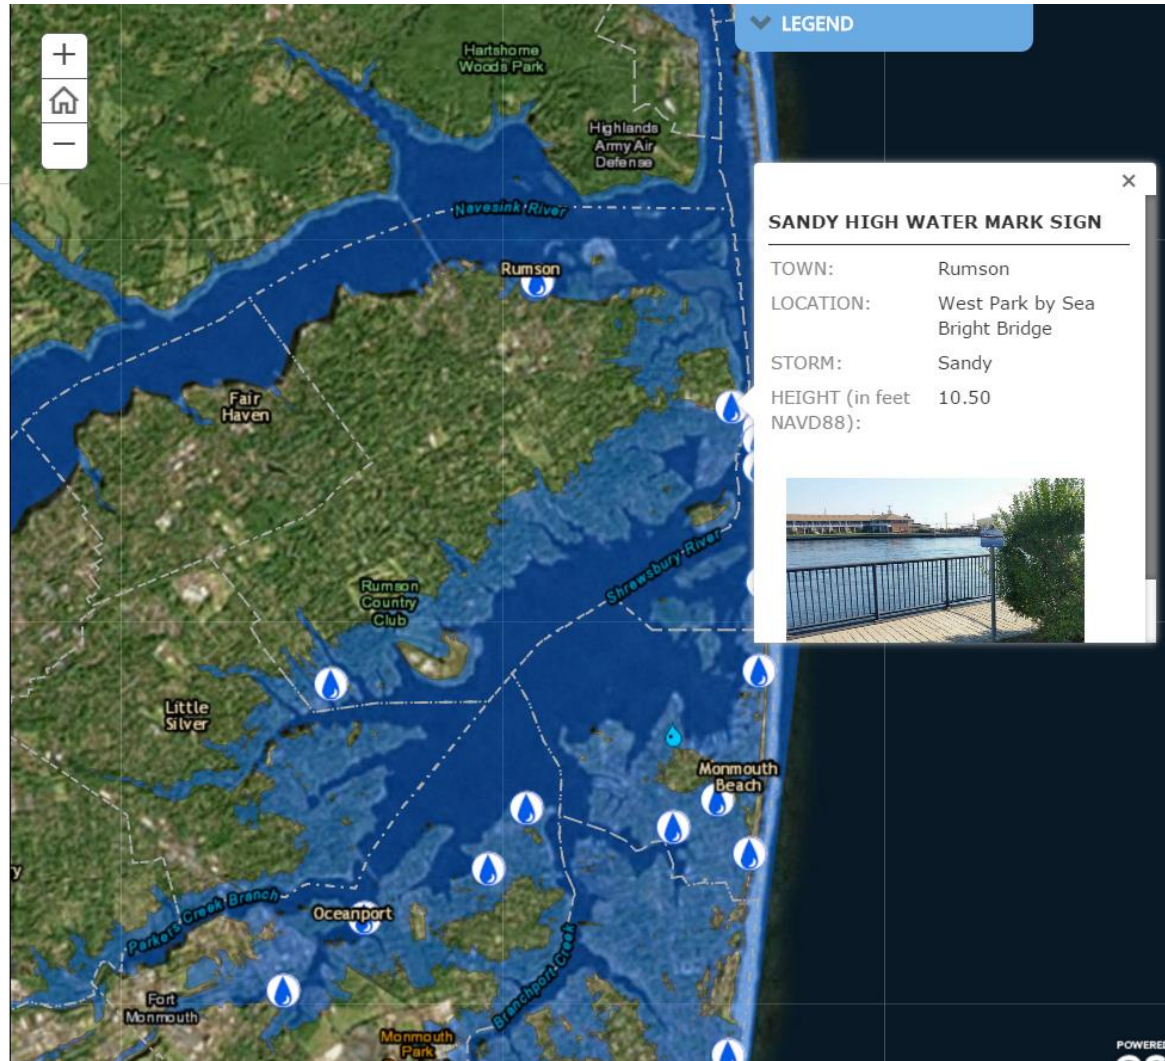 LEGEND
+
−
Hartshorne
Woods Park
Highlands
Army Air
Defense
Navesink River
Rumson
×
SANDY HIGH WATER MARK SIGN
TOWN: Rumson
LOCATION: West Park by Sea
Bright Bridge
STORM: Sandy
HEIGHT (in feet 10.50
NAVD88):
Fair
Haven
Shrewsbury River
Rumson
Country
Club
Little
Silver
Monmouth
Beach
y
Parkers Creek Branch
Oceanport
Branchport Creek
Fort
Monmouth
Monmouth
Park
POWERE